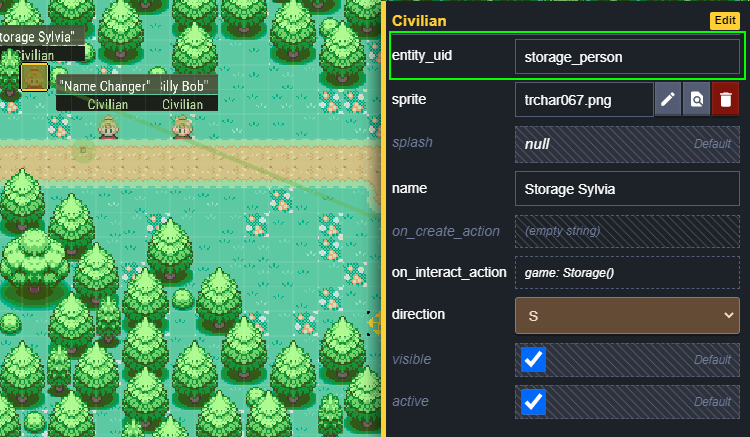 torage Sylvia"
Civilian
"Name Changer"
illy Bob"
Civilian
Civilian
Civilian
Edit
entity_uid
storage_person
sprite
trchar067.png
splash
null
Default
name
Storage Sylvia
on_create_action
(empty string)
on_interact_action
game: Storage()
direction
S
visible
Default
active
Default